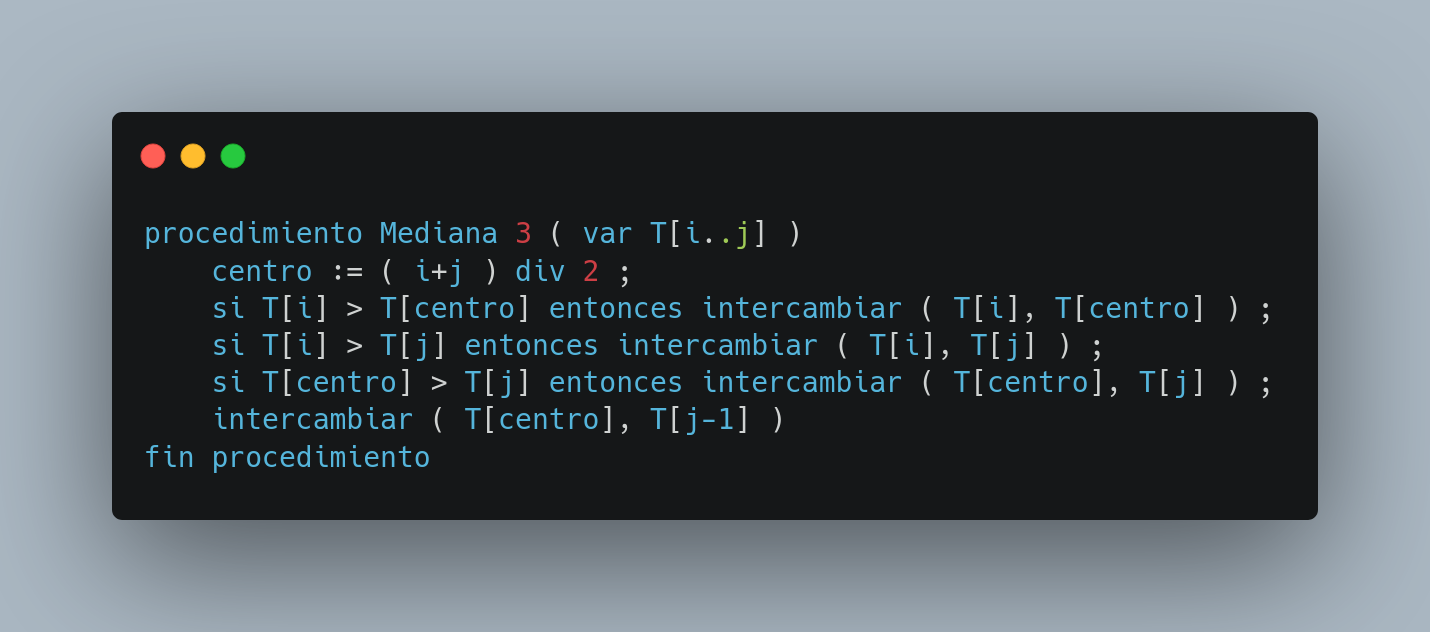 procedimiento Mediana 3 ( var T[i..j] )
    centro := ( i+j ) div 2 ;
    si T[i] > T[centro] entonces intercambiar ( T[i], T[centro] ) ;
    si T[i] > T[j] entonces intercambiar ( T[i], T[j] ) ;
    si T[centro] > T[j] entonces intercambiar ( T[centro], T[j] ) ;
    intercambiar ( T[centro], T[j-1] )
fin procedimiento